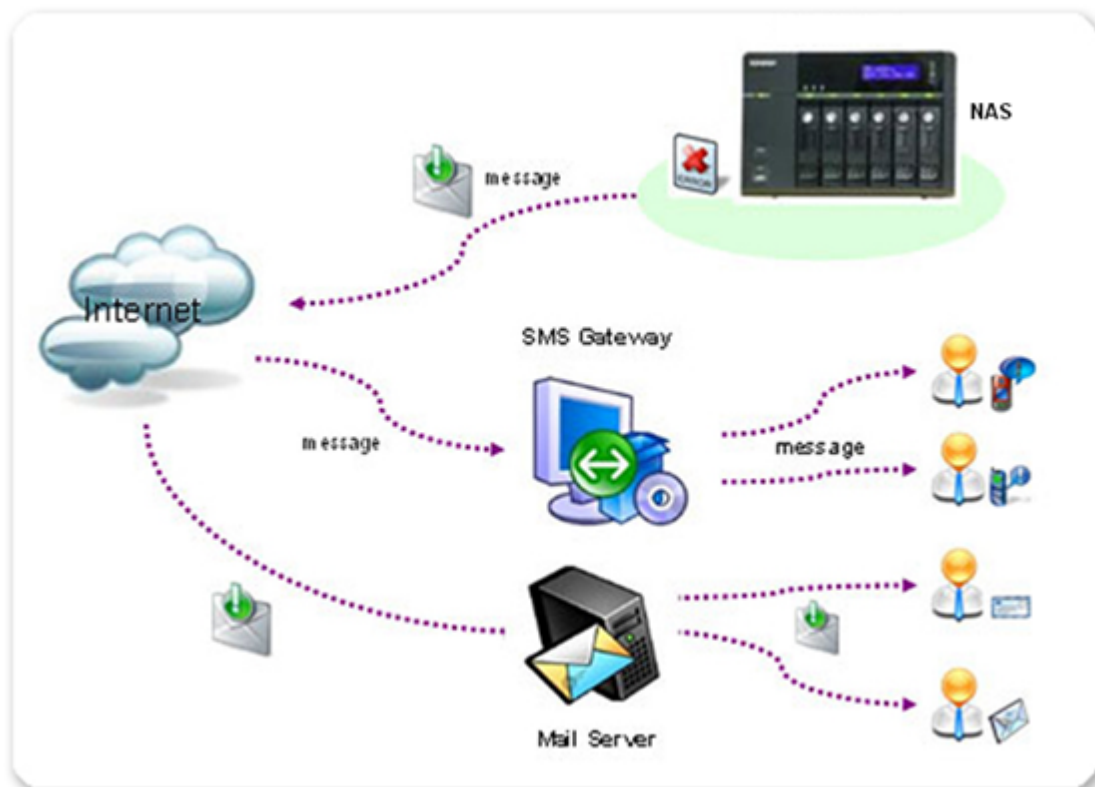 NAS
message
Internet
SMS Gateway
message
message
Mail Server